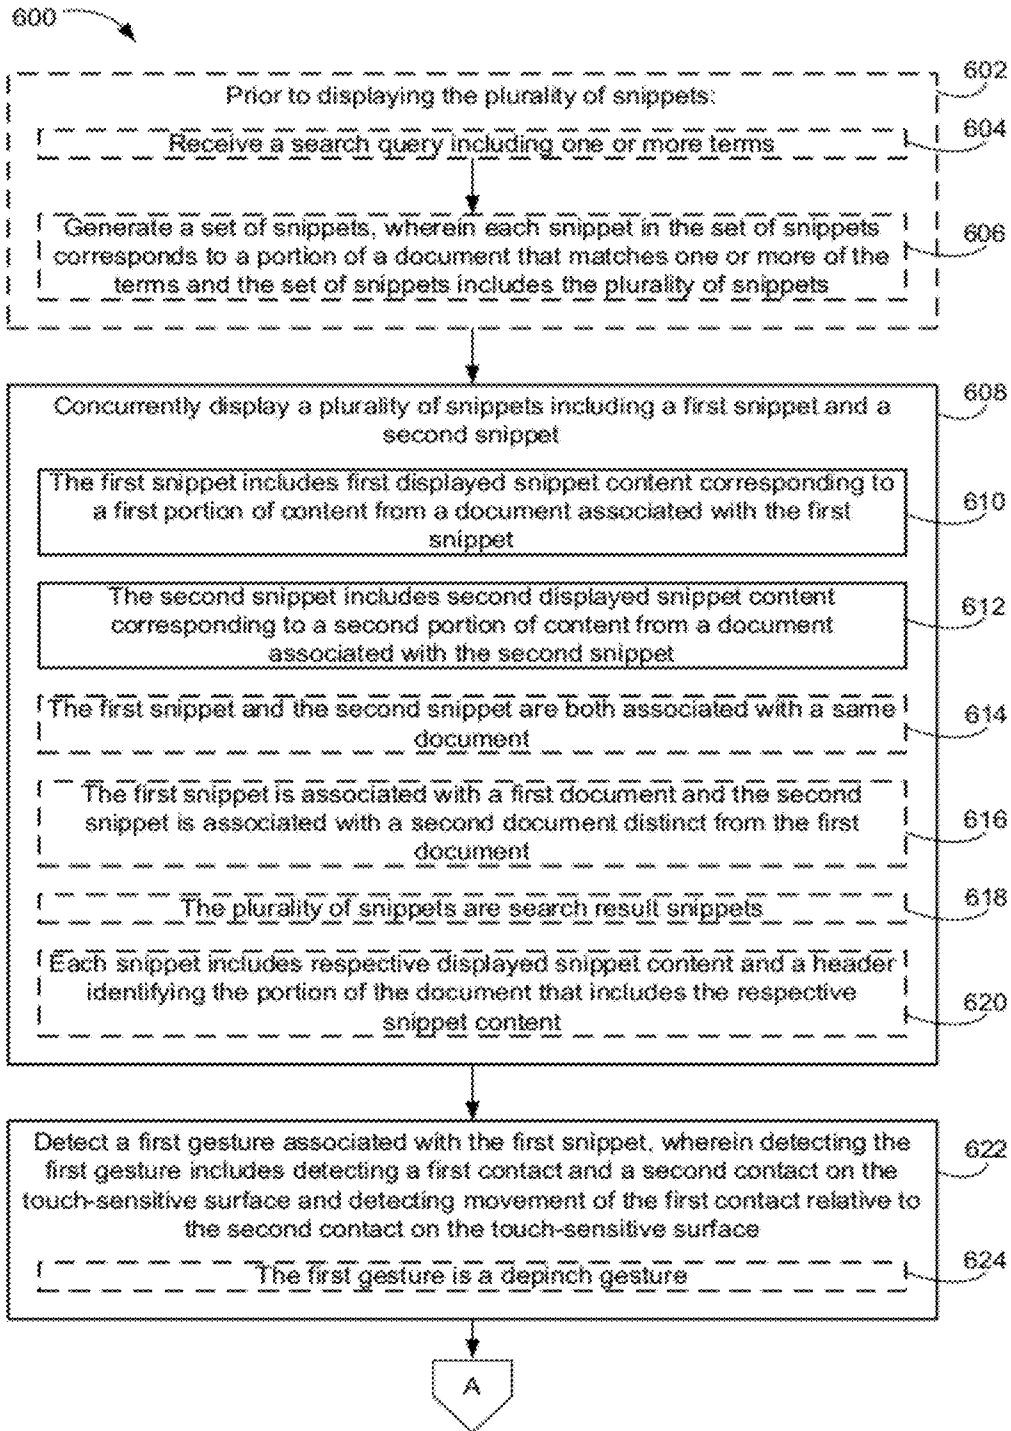 600
602
Prior to displaying the plurality of snippets:
604
Receive a search query including one or more terms
606
Generate a set of snippets, wherein each snippet in the set of snippets
corresponds to a portion of a document that matches one or more of the
terms and the set of snippets includes the plurality of snippets
608
Concurrently display a plurality of snippets including a first snippet and a
second snippet
610
The first snippet includes first displayed snippet content corresponding to
a first portion of content from a document associated with the first
snippet
612
The second snippet includes second displayed snippet content
corresponding to a second portion of content from a document
associated with the second snippet
614
The first snippet and the second snippet are both associated with a same
document
616
The first snippet is associated with a first document and the second
snippet is associated with a second document distinct from the first
document
618
The plurality of snippets are search result snippets
620
Each snippet includes respective displayed snippet content and a header
identifying the portion of the document that includes the respective
snippet content
622
Detect a first gesture associated with the first snippet, wherein detecting the
first gesture includes detecting a first contact and a second contact on the
touch-sensitive surface and detecting movement of the first contact relative to
the second contact on the touch-sensitive surface
624
The first gesture is a depinch gesture
A